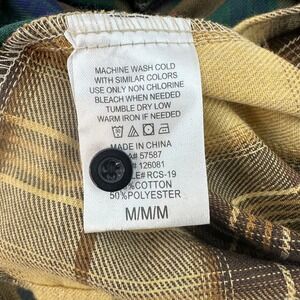 MACHINE WASH COLD
WITH SIMILAR COLORS
USE ONLY NON CHLORINE
BLEACH WHEN NEEDED
TUMBLE DRY LOW
WARM IRON IF NEEDED
MADE IN CHINA
A# 57587
# 126081
LE# RCS-19
%COTTON
50%POLYESTER
M/M/M